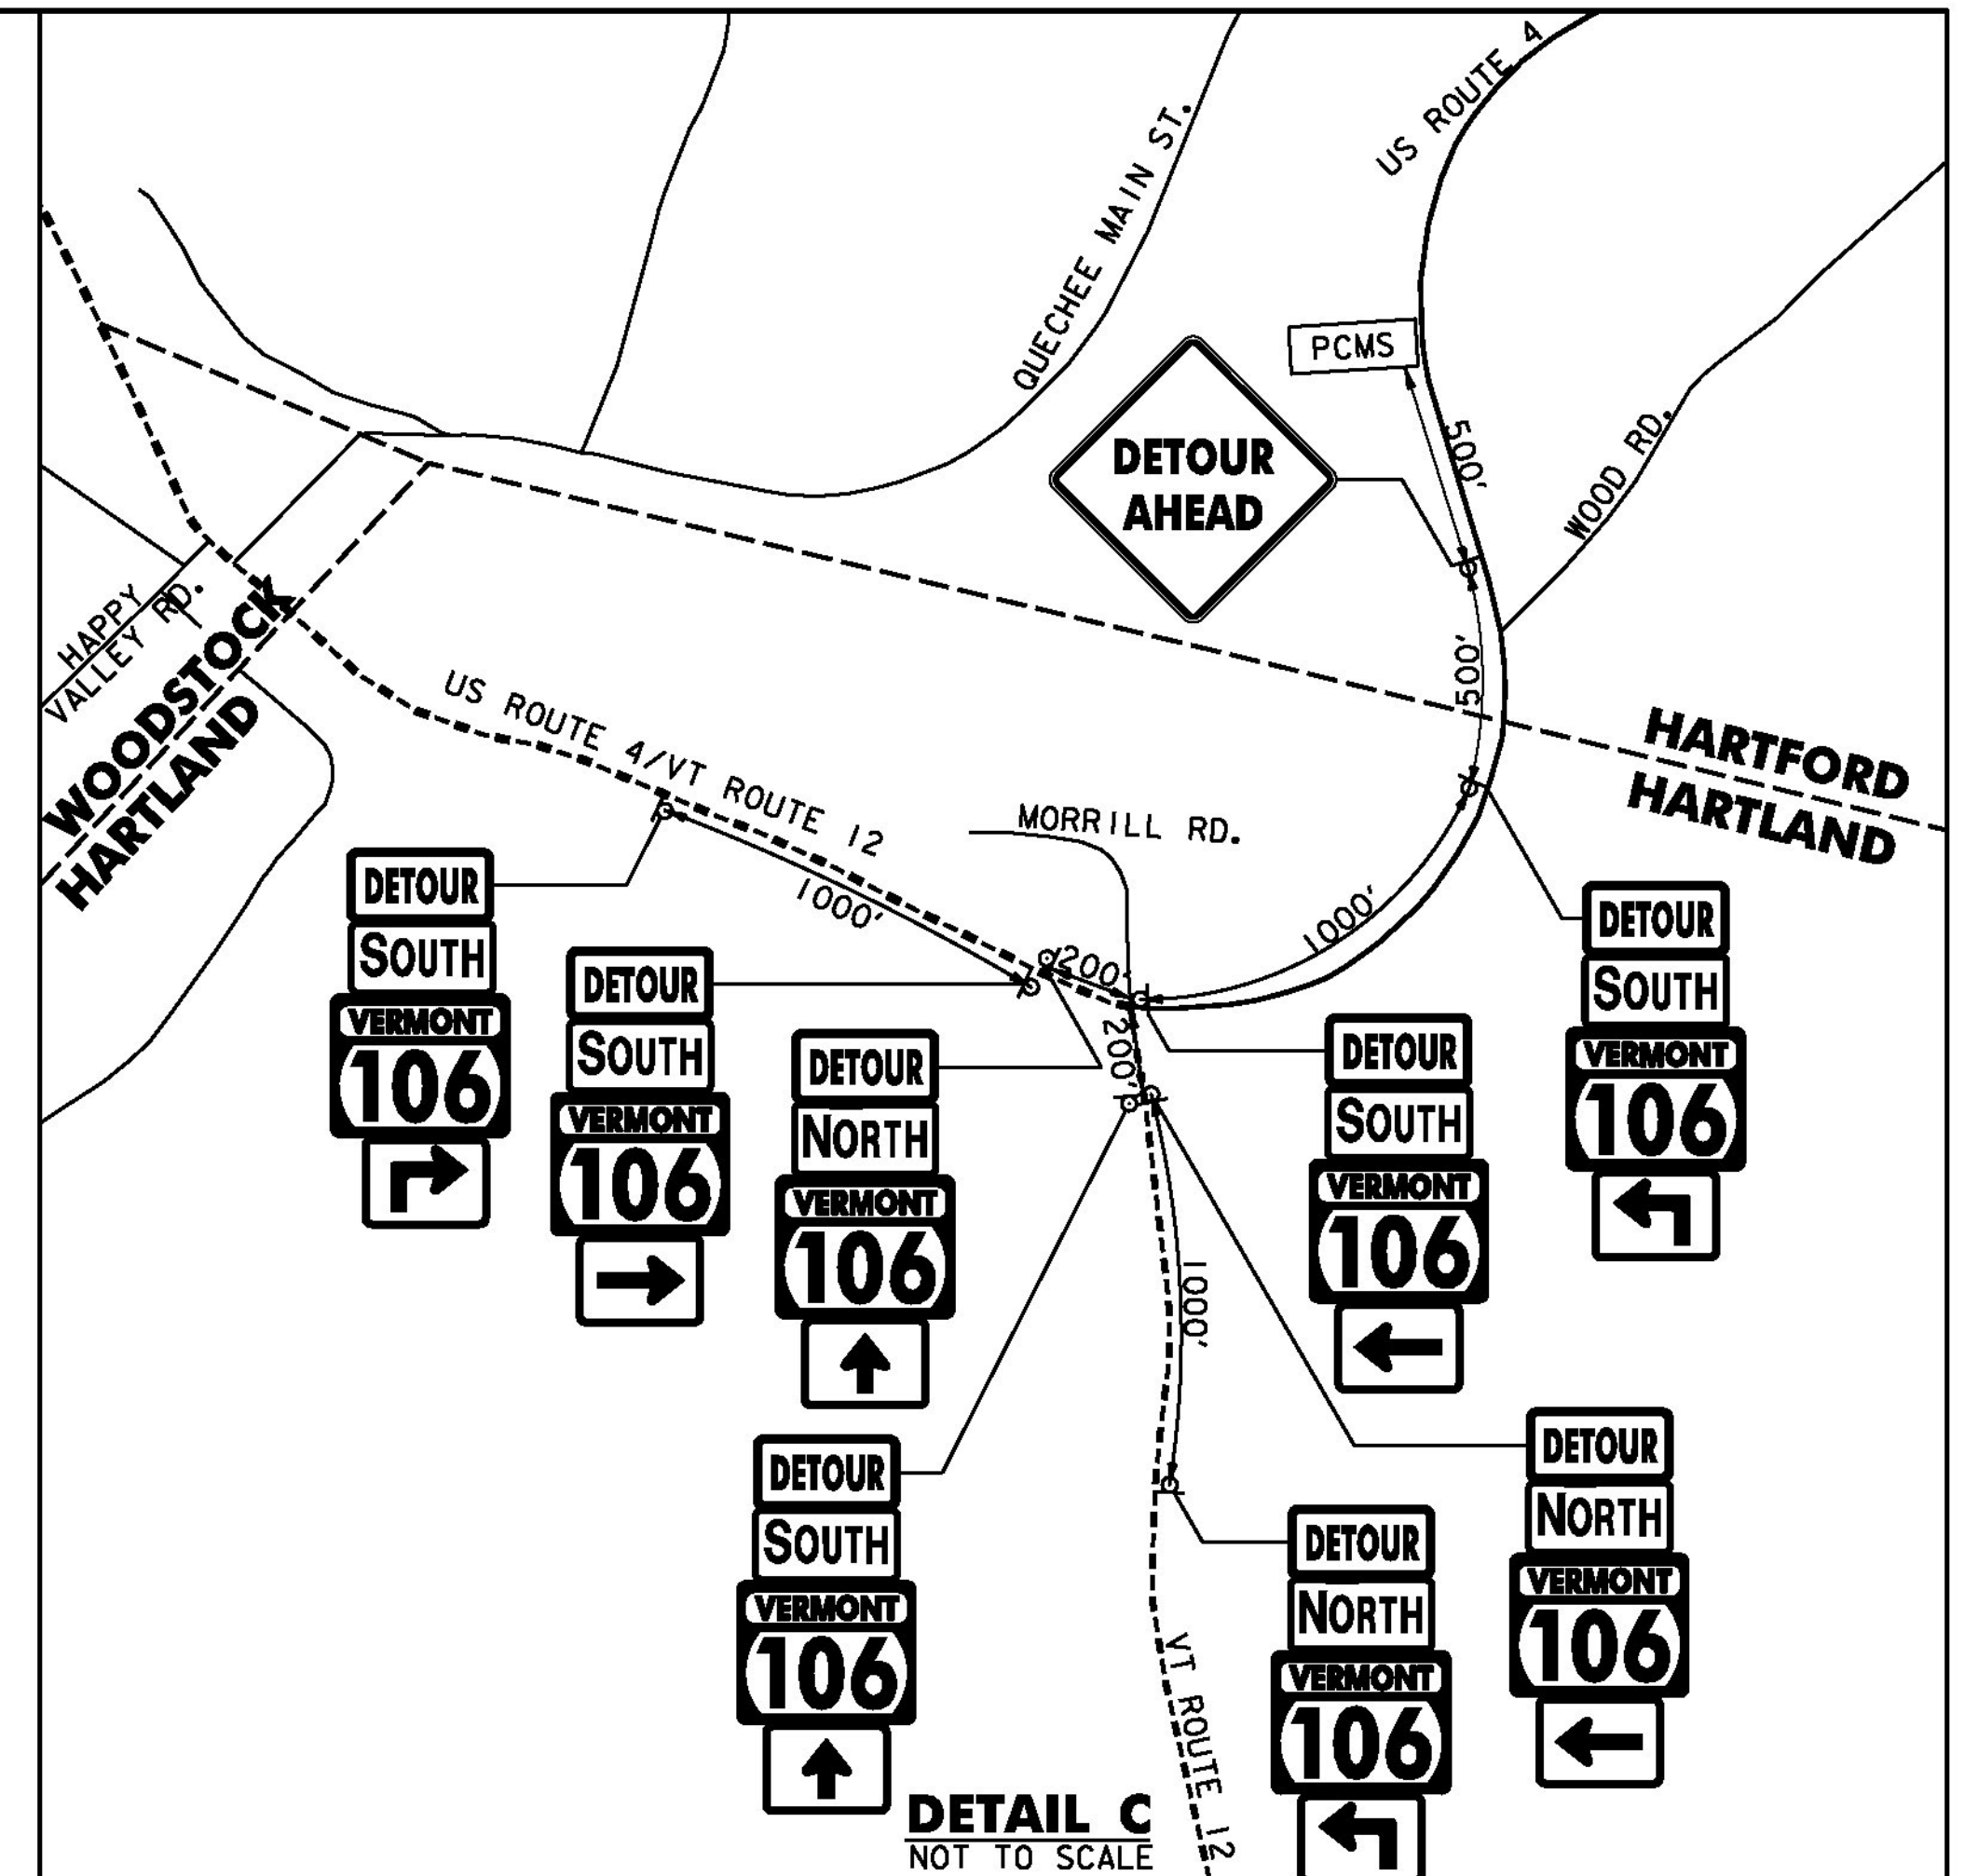 US ROUTE 4
QUECHEE MAIN ST.
PCMS
DETOUR
AHEAD
500'
WOOD RD.
HAPPY
VALLEY RD.
WOODSTOCK
HARTLAND
US ROUTE 4/VT ROUTE 12
500'
HARTFORD
HARTLAND
MORRILL RD.
1000'
1000'
200'
200'
DETOUR
SOUTH
VERMONT
106
DETOUR
SOUTH
VERMONT
106
DETOUR
NORTH
VERMONT
106
DETOUR
SOUTH
VERMONT
106
DETOUR
SOUTH
VERMONT
106
1000'
DETOUR
SOUTH
VERMONT
106
DETOUR
NORTH
VERMONT
106
DETOUR
NORTH
VERMONT
106
VT ROUTE 12
DETAIL C
NOT TO SCALE